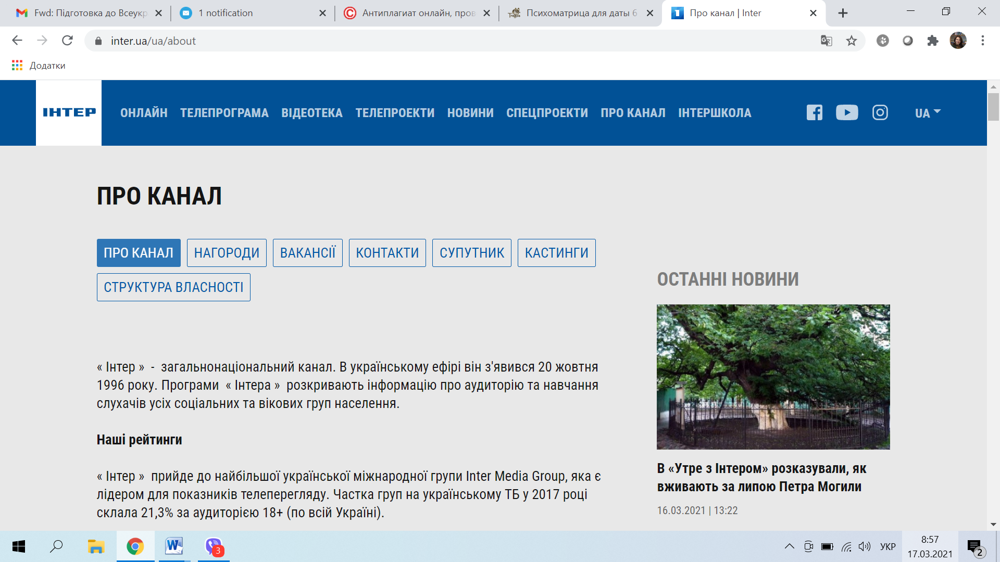 Fwd: Підготовка до Всеукр
1 notification
Антиплагиат онлайн, пров
Психоматрица для даты 6
Про канал | Inter
inter.ua/ua/about
Додатки
ІНТЕР
ОНЛАЙН ТЕЛЕПРОГРАМА ВІДЕОТЕКА ТЕЛЕПРОЕКТИ НОВИНИ СПЕЦПРОЕКТИ ПРО КАНАЛ ІНТЕРШКОЛА
UA
ПРО КАНАЛ
ПРО КАНАЛ НАГОРОДИ ВАКАНСІЇ КОНТАКТИ СУПУТНИК КАСТИНГИ
СТРУКТУРА ВЛАСНОСТІ
« Інтер »  -  загальнонаціональний канал. В українському ефірі він з'явився 20 жовтня
1996 року. Програми  « Інтера »  розкривають інформацію про аудиторію та навчання
слухачів усіх соціальних та вікових груп населення.
Наші рейтинги
« Інтер »  прийде до найбільшої української міжнародної групи Inter Media Group, яка є
лідером для показників телеперегляду. Частка груп на українському ТБ у 2017 році
склала 21,3% за аудиторією 18+ (по всій Україні).
ОСТАННІ НОВИНИ
В «Утре з Інтером» розказували, як
вживають за липою Петра Могили
16.03.2021 | 13:22
3
УКР
8:57
17.03.2021
2